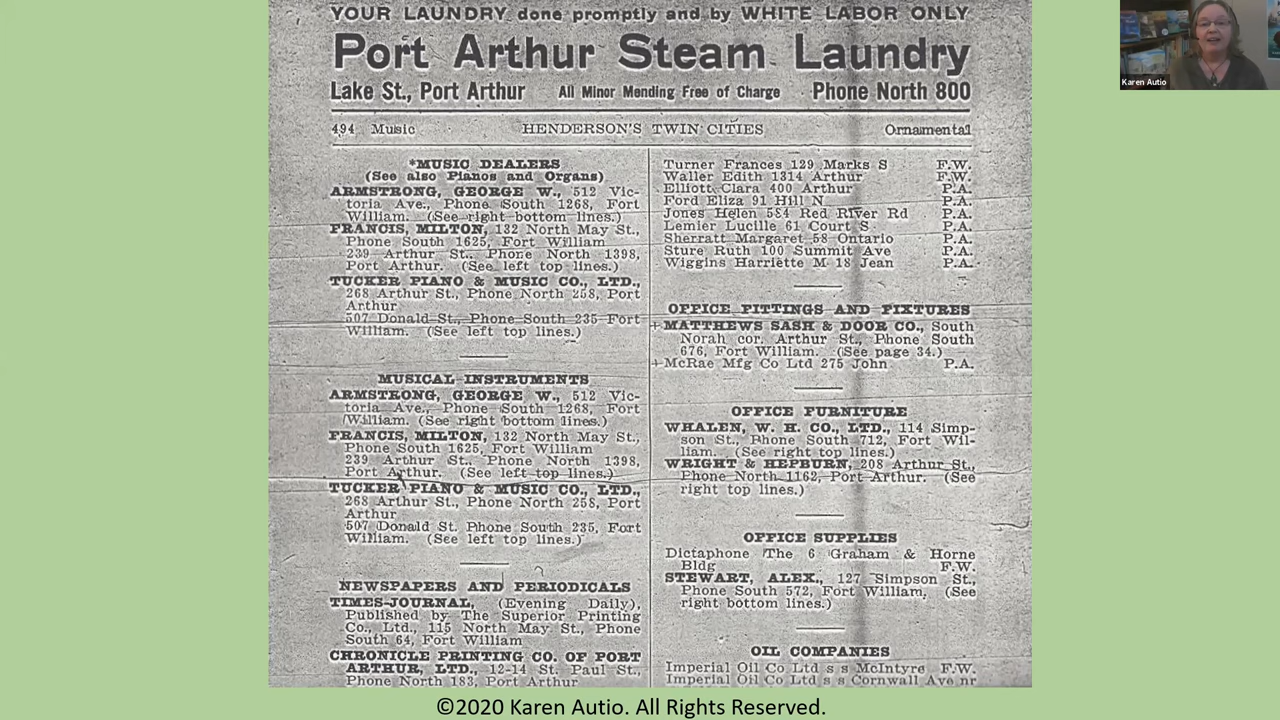 YOUR LAUNDRY done promptly and by WHITE LABOR ONLY
Port Arthur Steam Laundry
Lake St., Port Arthur All Minor Mending Free of Charge Phone North 800
494 Music HENDERSON'S TWIN CITIES Ornamental
*MUSIC DEALERS
(See also Pianos and Organs)
ARMSTRONG, GEORGE W., 512 Vic-
toria Ave., Phone South 1268, Fort
William. (See right bottom lines.)
FRANCIS, MILTON, 132 North May St.,
Phone South 1625, Fort William
239 Arthur St., Phone North 1398,
Port Arthur. (See left top lines.)
TUCKER PIANO & MUSIC CO., LTD.,
268 Arthur St., Phone North 258, Port
Arthur
507 Donald St., Phone South 235 Fort
William. (See left top lines.)
MUSICAL INSTRUMENTS
ARMSTRONG, GEORGE W., 512 Vic-
toria Ave., Phone South 1268, Fort
William. (See right bottom lines.)
FRANCIS, MILTON, 132 North May St.,
Phone South 1625, Fort William
239 Arthur St., Phone North 1398,
Port Arthur. (See left top lines.)
TUCKER PIANO & MUSIC CO., LTD.,
268 Arthur St., Phone North 258, Port
Arthur
507 Donald St. Phone South 235, Fort
William. (See left top lines.)
NEWSPAPERS AND PERIODICALS
TIMES-JOURNAL, (Evening Daily),
Published by The Superior Printing
Co., Ltd., 115 North May St., Phone
South 64, Fort William
CHRONICLE PRINTING CO. OF PORT
ARTHUR, LTD., 12-14 St. Paul St.,
Phone North 183, Port Arthur
Turner Frances 129 Marks S F.W.
Waller Edith 1314 Arthur F.W.
Elliott Clara 400 Arthur P.A.
Ford Eliza 91 Hill N P.A.
Jones Helen 584 Red River Rd P.A.
Lemier Lucille 61 Court S P.A.
Sherratt Margaret 58 Ontario P.A.
Sture Ruth 100 Summit Ave P.A.
Wiggins Harriette M 18 Jean P.A.
OFFICE FITTINGS AND FIXTURES
+MATTHEWS SASH & DOOR CO., South
Norah cor. Arthur St., Phone South
676, Fort William. (See page 34.)
+McRae Mfg Co Ltd 275 John P.A.
OFFICE FURNITURE
WHALEN, W. H. CO., LTD., 114 Simp-
son St., Phone South 712, Fort Wil-
liam. (See right top lines.)
WRIGHT & HEPBURN, 208 Arthur St.,
Phone North 1162, Port Arthur. (See
right top lines.)
OFFICE SUPPLIES
Dictaphone The 6 Graham & Horne
Bldg F.W.
STEWART, ALEX., 127 Simpson St.,
Phone South 572, Fort William. (See
right bottom lines.)
OIL COMPANIES
Imperial Oil Co Ltd s s McIntyre F.W.
Imperial Oil Co Ltd s s Cornwall Ave nr
Karen Autio
©2020 Karen Autio. All Rights Reserved.